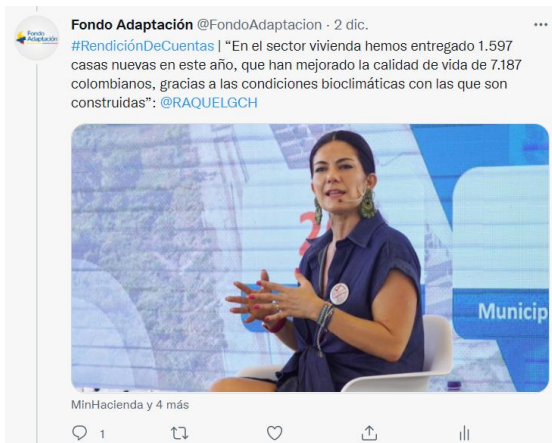 Fondo Adaptación @FondoAdaptacion · 2 dic.
#RendiciónDeCuentas | “En el sector vivienda hemos entregado 1.597
casas nuevas en este año, que han mejorado la calidad de vida de 7.187
colombianos, gracias a las condiciones bioclimáticas con las que son
construidas”: @RAQUELGCH
Fondo
Adaptación
Municip
MinHacienda y 4 más
1